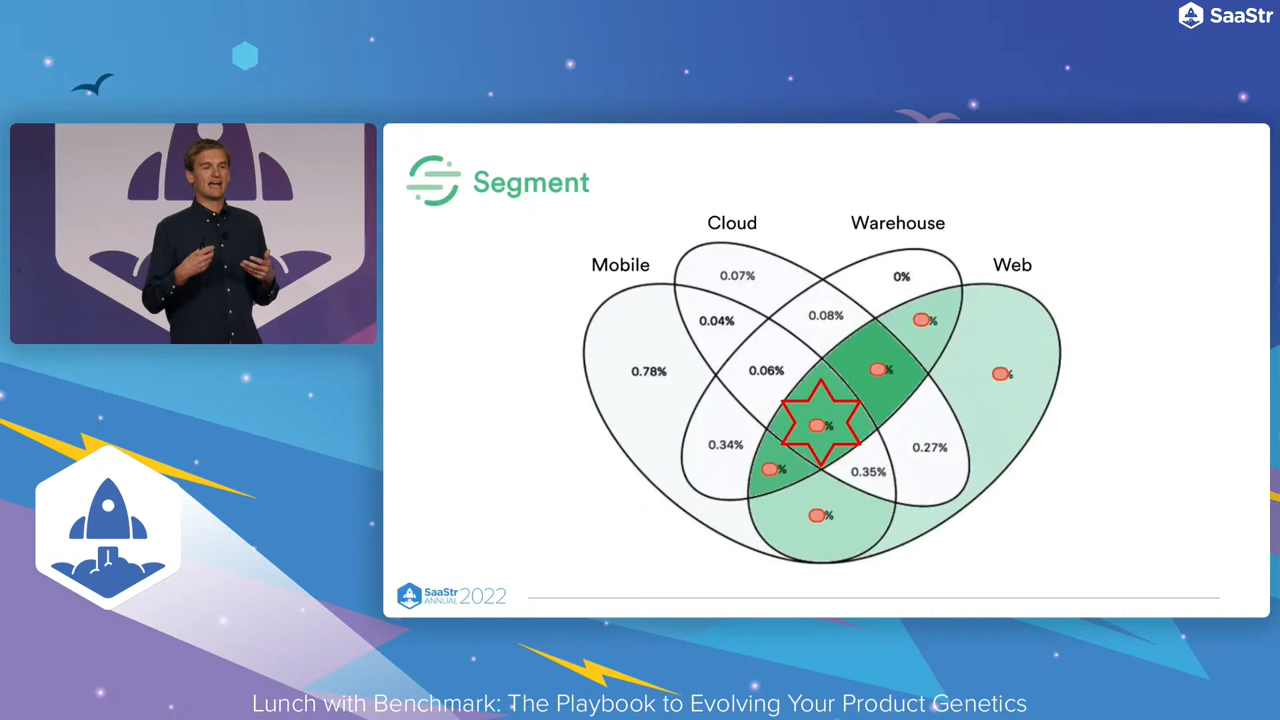 SaaStr
Segment
Cloud
Warehouse
Mobile
Web
0.07%
0%
0.04%
0.08%
%
0.78%
0.06%
%
%
%
0.34%
%
0.27%
0.35%
%
SaaStr
ANNUAL 2022
Lunch with Benchmark: The Playbook to Evolving Your Product Genetics